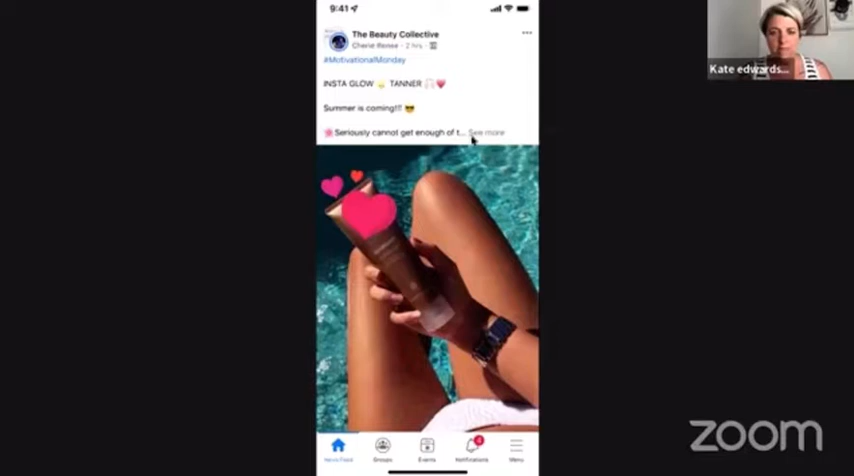 9:41
The Beauty Collective
Cherie Renee · 2 hrs ·
#MotivationalMonday
INSTA GLOW TANNER
Summer is coming!!! 😎
🌸Seriously cannot get enough of t... See more
4
News Feed
Groups
Events
Notifications
Menu
Kate edwards...
zoom